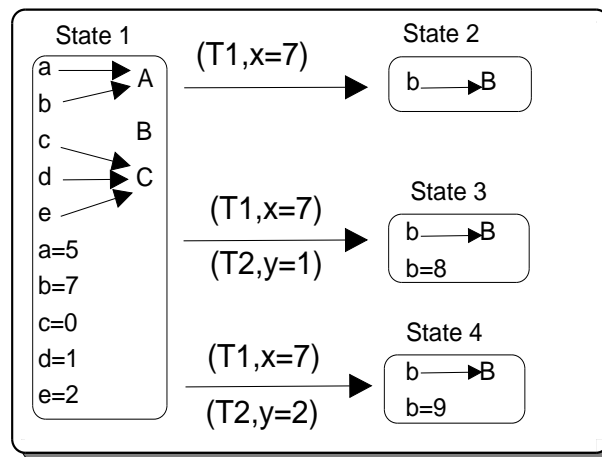 State 1
a
A
b
B
c
d
C
e
a=5
b=7
c=0
d=1
e=2
(T1,x=7)
State 2
b B
(T1,x=7)
(T2,y=1)
State 3
b B
b=8
(T1,x=7)
(T2,y=2)
State 4
b B
b=9